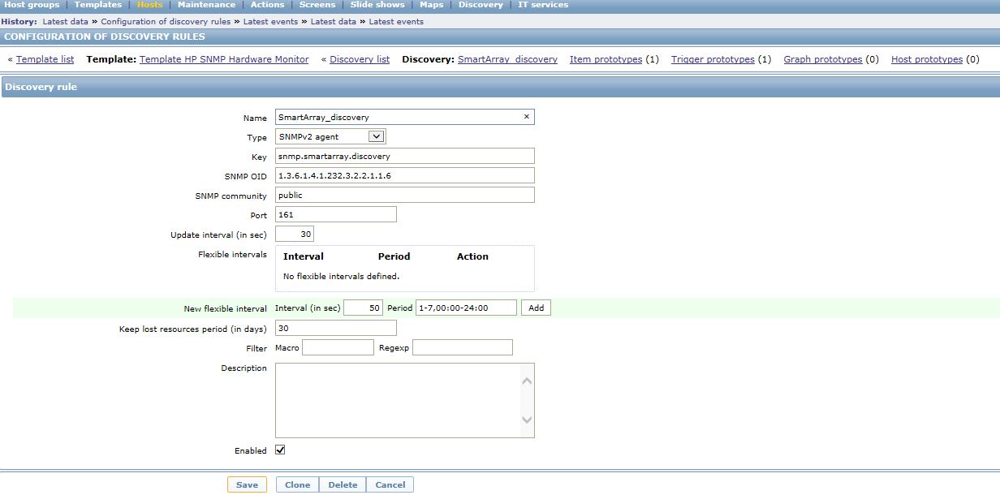 Host groups | Templates | Hosts | Maintenance | Actions | Screens | Slide shows | Maps | Discovery | IT services
History: Latest data » Configuration of discovery rules » Latest events » Latest data » Latest events
CONFIGURATION OF DISCOVERY RULES
« Template list Template: Template HP SNMP Hardware Monitor « Discovery list Discovery: SmartArray_discovery Item prototypes (1) Trigger prototypes (1) Graph prototypes (0) Host prototypes (0)
Discovery rule
Name SmartArray_discovery ×
Type SNMPv2 agent
Key snmp.smartarray.discovery
SNMP OID 1.3.6.1.4.1.232.3.2.2.1.1.6
SNMP community public
Port 161
Update interval (in sec) 30
Flexible intervals Interval Period Action
No flexible intervals defined.
New flexible interval Interval (in sec) 50 Period 1-7,00:00-24:00 Add
Keep lost resources period (in days) 30
Filter Macro Regexp
Description
Enabled
Save Clone Delete Cancel